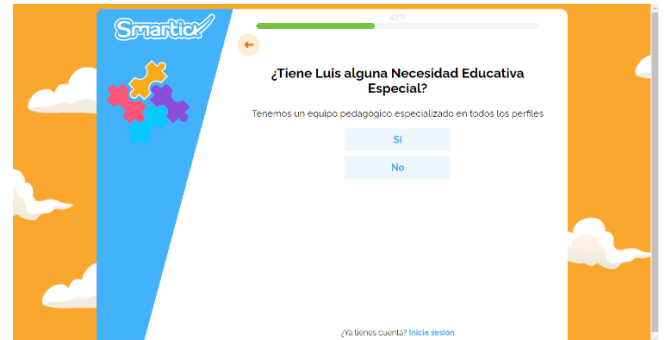 Smartick
42%
¿Tiene Luis alguna Necesidad Educativa
Especial?
Tenemos un equipo pedagógico especializado en todos los perfiles
Sí
No
¿Ya tienes cuenta? Inicia sesión